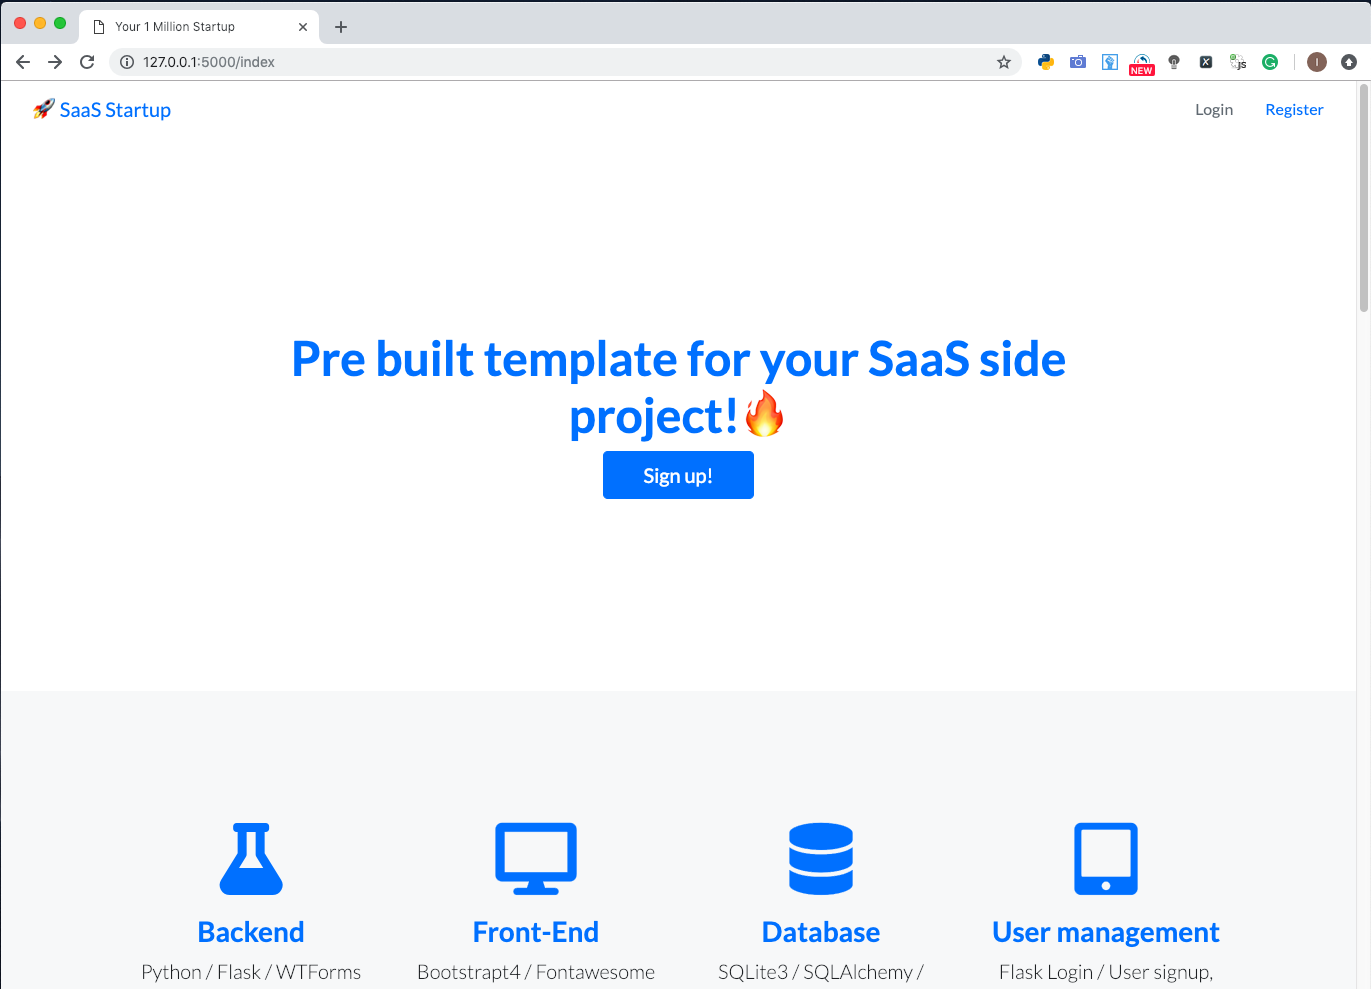 Your 1 Million Startup
127.0.0.1:5000/index
NEW
x
JS
G
I
🚀 SaaS Startup
Login
Register
Pre built template for your SaaS side
project!🔥
Sign up!
Backend
Front-End
Database
User management
Python / Flask / WTForms
Bootstrapt4 / Fontawesome
SQLite3 / SQLAlchemy /
Flask Login / User signup,